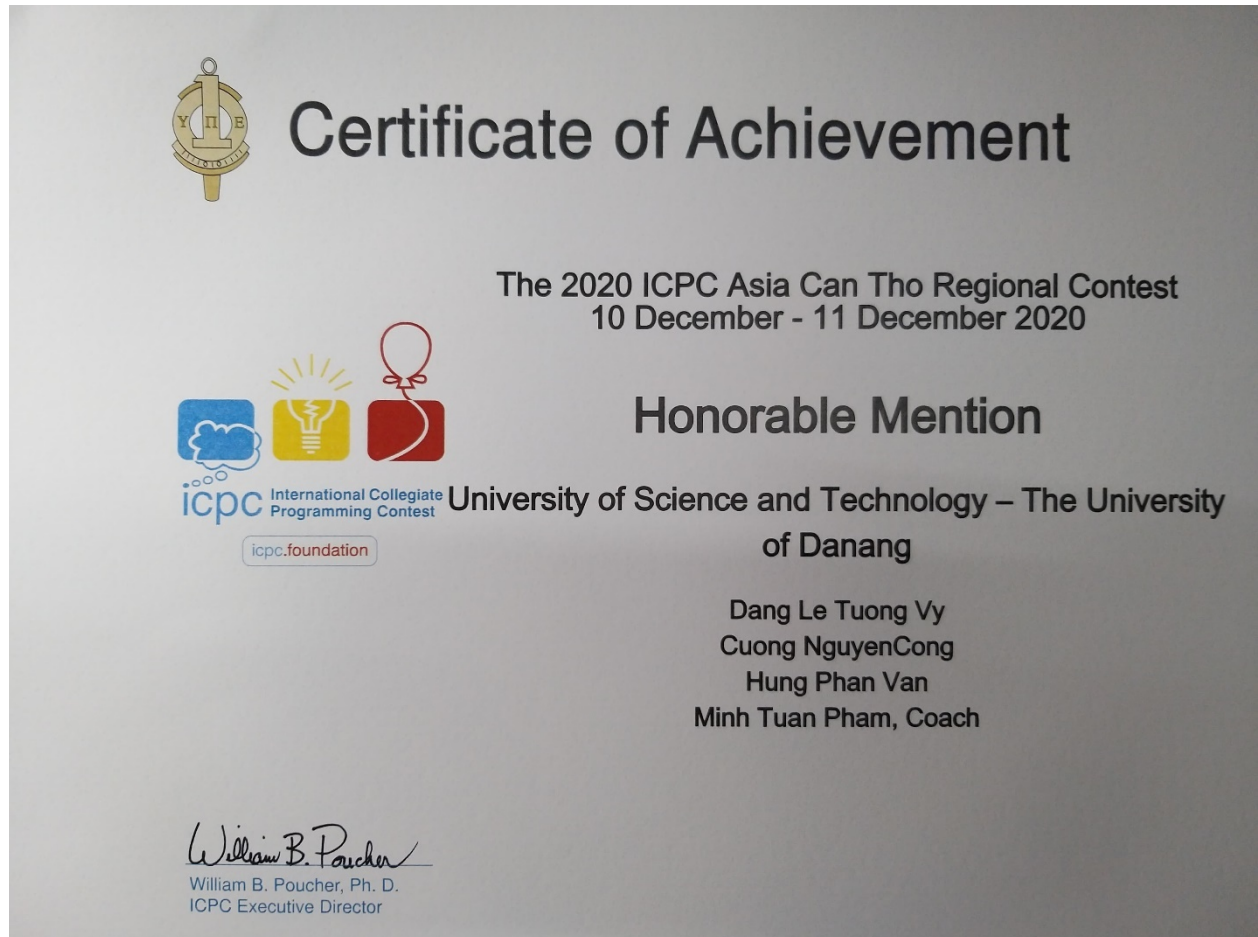 Υ Π Ε
Certificate of Achievement
The 2020 ICPC Asia Can Tho Regional Contest
10 December - 11 December 2020
Honorable Mention
icpc International Collegiate
Programming Contest
icpc.foundation
University of Science and Technology – The University
of Danang
Dang Le Tuong Vy
Cuong NguyenCong
Hung Phan Van
Minh Tuan Pham, Coach
William B. Poucher
William B. Poucher, Ph. D.
ICPC Executive Director